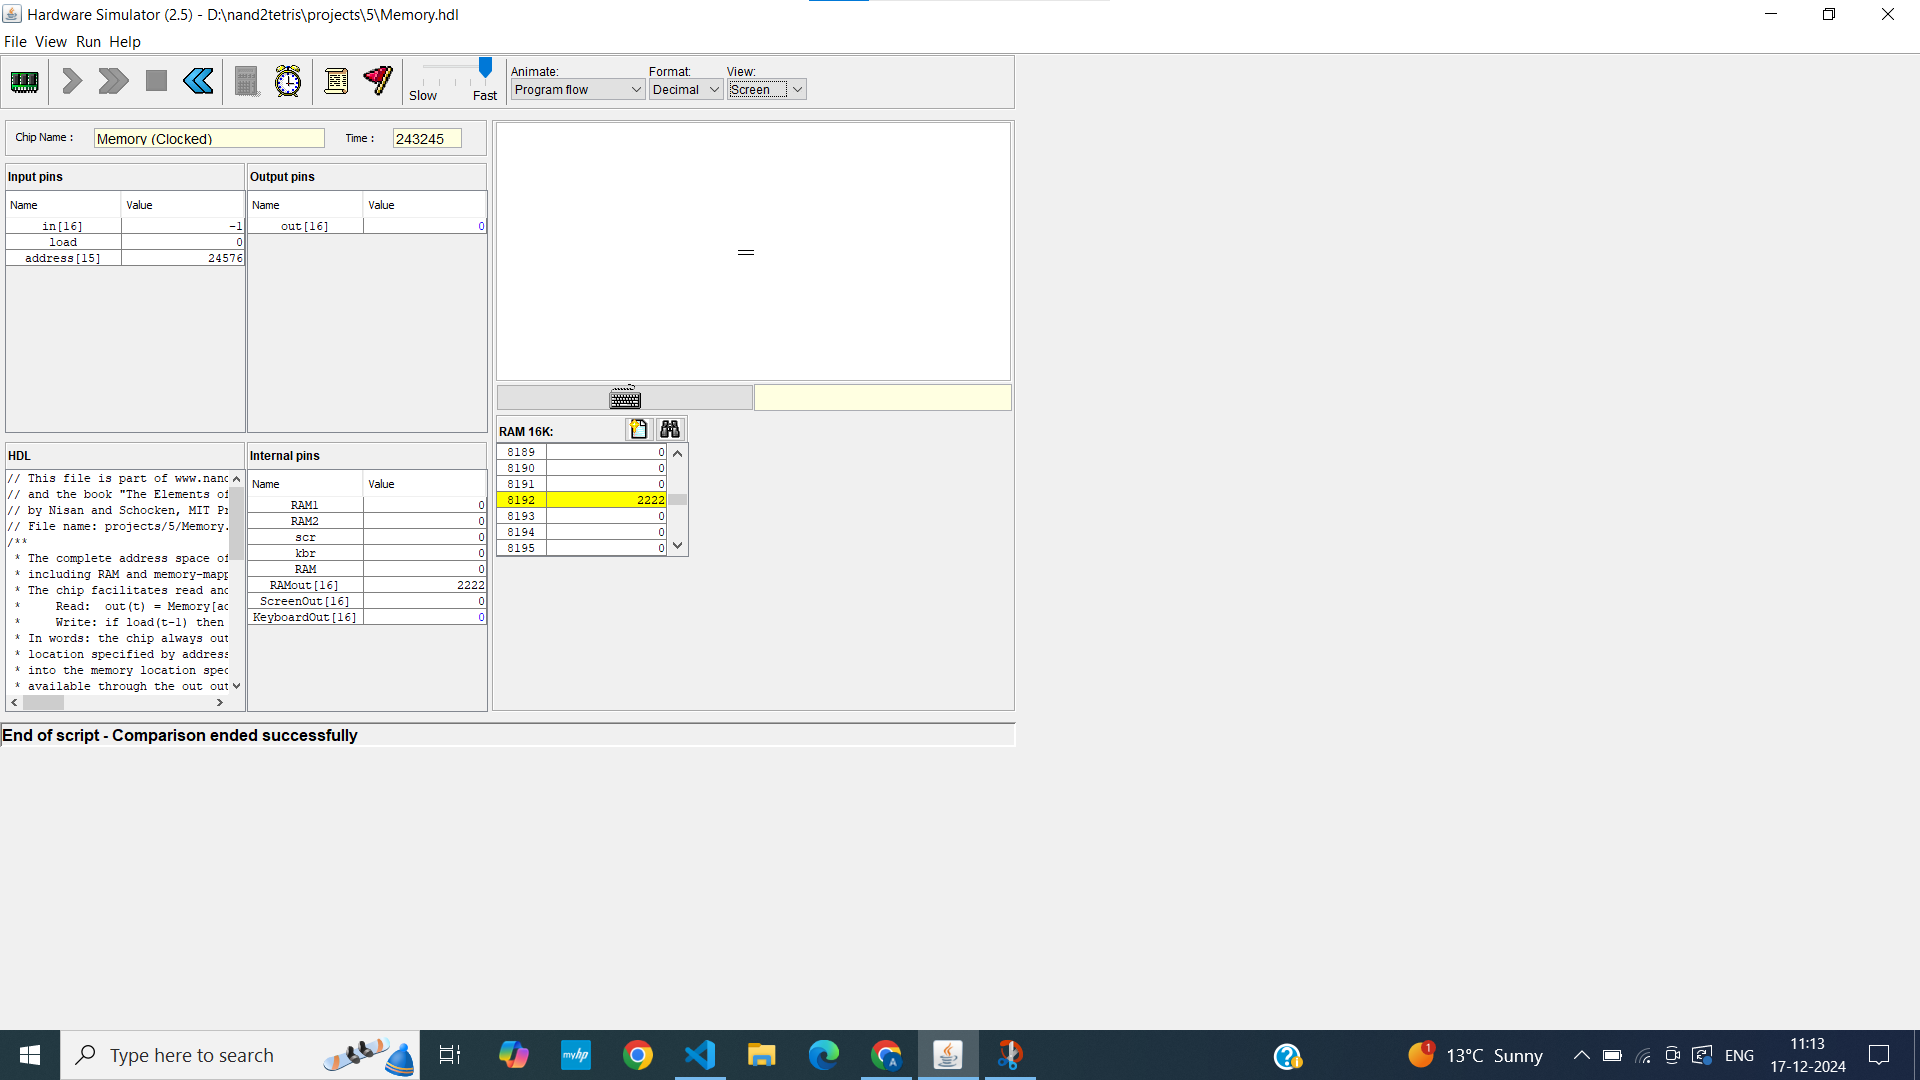 Hardware Simulator (2.5) - D:\nand2tetris\projects\5\Memory.hdl
File View Run Help
Slow Fast
Animate: Format: View:
Program flow Decimal Screen
Chip Name : Memory (Clocked) Time : 243245
Input pins
Name Value
in[16] -1
load 0
address[15] 24576
Output pins
Name Value
out[16] 0
RAM 16K:
8189 0
8190 0
8191 0
8192 2222
8193 0
8194 0
8195 0
HDL
// This file is part of www.nand
// and the book "The Elements of
// by Nisan and Schocken, MIT Pr
// File name: projects/5/Memory.
/**
* The complete address space of
* including RAM and memory-mapp
* The chip facilitates read and
* Read: out(t) = Memory[ad
* Write: if load(t-1) then
* In words: the chip always out
* location specified by address
* into the memory location spec
* available through the out out
Internal pins
Name Value
RAM1 0
RAM2 0
scr 0
kbr 0
RAM 0
RAMout[16] 2222
ScreenOut[16] 0
KeyboardOut[16] 0
End of script - Comparison ended successfully
Type here to search
myhp
A
1
13°C Sunny
ENG
11:13
17-12-2024